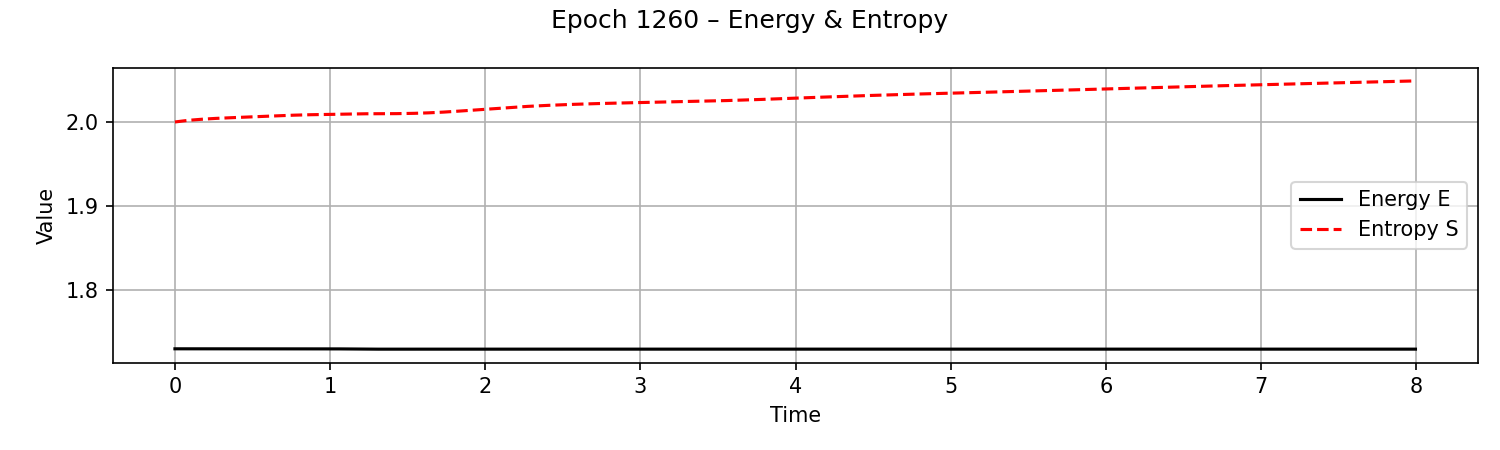 Epoch 1260 – Energy & Entropy
Value
2.0
1.9
1.8
Energy E
Entropy S
0 1 2 3 4 5 6 7 8
Time